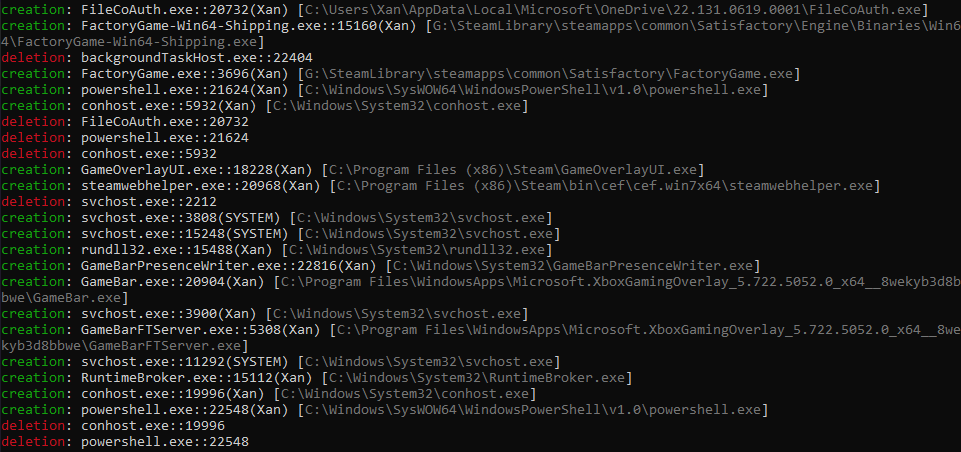 creation: FileCoAuth.exe::20732(Xan) [C:\Users\Xan\AppData\Local\Microsoft\OneDrive\22.131.0619.0001\FileCoAuth.exe]
creation: FactoryGame-Win64-Shipping.exe::15160(Xan) [G:\SteamLibrary\steamapps\common\Satisfactory\Engine\Binaries\Win6
4\FactoryGame-Win64-Shipping.exe]
deletion: backgroundTaskHost.exe::22404
creation: FactoryGame.exe::3696(Xan) [G:\SteamLibrary\steamapps\common\Satisfactory\FactoryGame.exe]
creation: powershell.exe::21624(Xan) [C:\Windows\SysWOW64\WindowsPowerShell\v1.0\powershell.exe]
creation: conhost.exe::5932(Xan) [C:\Windows\System32\conhost.exe]
deletion: FileCoAuth.exe::20732
deletion: powershell.exe::21624
deletion: conhost.exe::5932
creation: GameOverlayUI.exe::18228(Xan) [C:\Program Files (x86)\Steam\GameOverlayUI.exe]
creation: steamwebhelper.exe::20968(Xan) [C:\Program Files (x86)\Steam\bin\cef\cef.win7x64\steamwebhelper.exe]
deletion: svchost.exe::2212
creation: svchost.exe::3808(SYSTEM) [C:\Windows\System32\svchost.exe]
creation: svchost.exe::15248(SYSTEM) [C:\Windows\System32\svchost.exe]
creation: rundll32.exe::15488(Xan) [C:\Windows\System32\rundll32.exe]
creation: GameBarPresenceWriter.exe::22816(Xan) [C:\Windows\System32\GameBarPresenceWriter.exe]
creation: GameBar.exe::20904(Xan) [C:\Program Files\WindowsApps\Microsoft.XboxGamingOverlay_5.722.5052.0_x64__8wekyb3d8b
bwe\GameBar.exe]
creation: svchost.exe::3900(Xan) [C:\Windows\System32\svchost.exe]
creation: GameBarFTServer.exe::5308(Xan) [C:\Program Files\WindowsApps\Microsoft.XboxGamingOverlay_5.722.5052.0_x64__8we
kyb3d8bbwe\GameBarFTServer.exe]
creation: svchost.exe::11292(SYSTEM) [C:\Windows\System32\svchost.exe]
creation: RuntimeBroker.exe::15112(Xan) [C:\Windows\System32\RuntimeBroker.exe]
creation: conhost.exe::19996(Xan) [C:\Windows\System32\conhost.exe]
creation: powershell.exe::22548(Xan) [C:\Windows\SysWOW64\WindowsPowerShell\v1.0\powershell.exe]
deletion: conhost.exe::19996
deletion: powershell.exe::22548